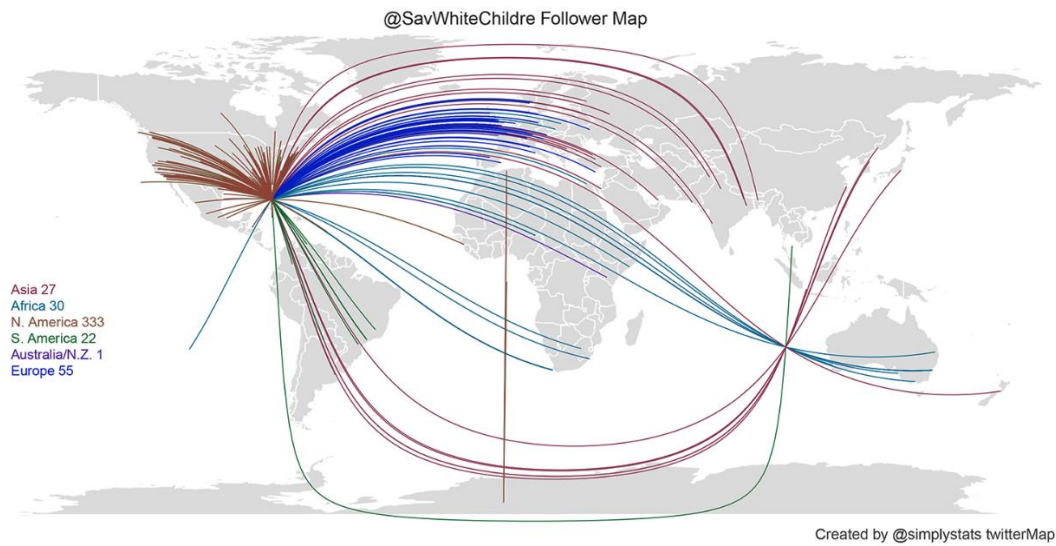 @SavWhiteChildre Follower Map
Asia 27
Africa 30
N. America 333
S. America 22
Australia/N.Z. 1
Europe 55
Created by @simplystats twitterMap